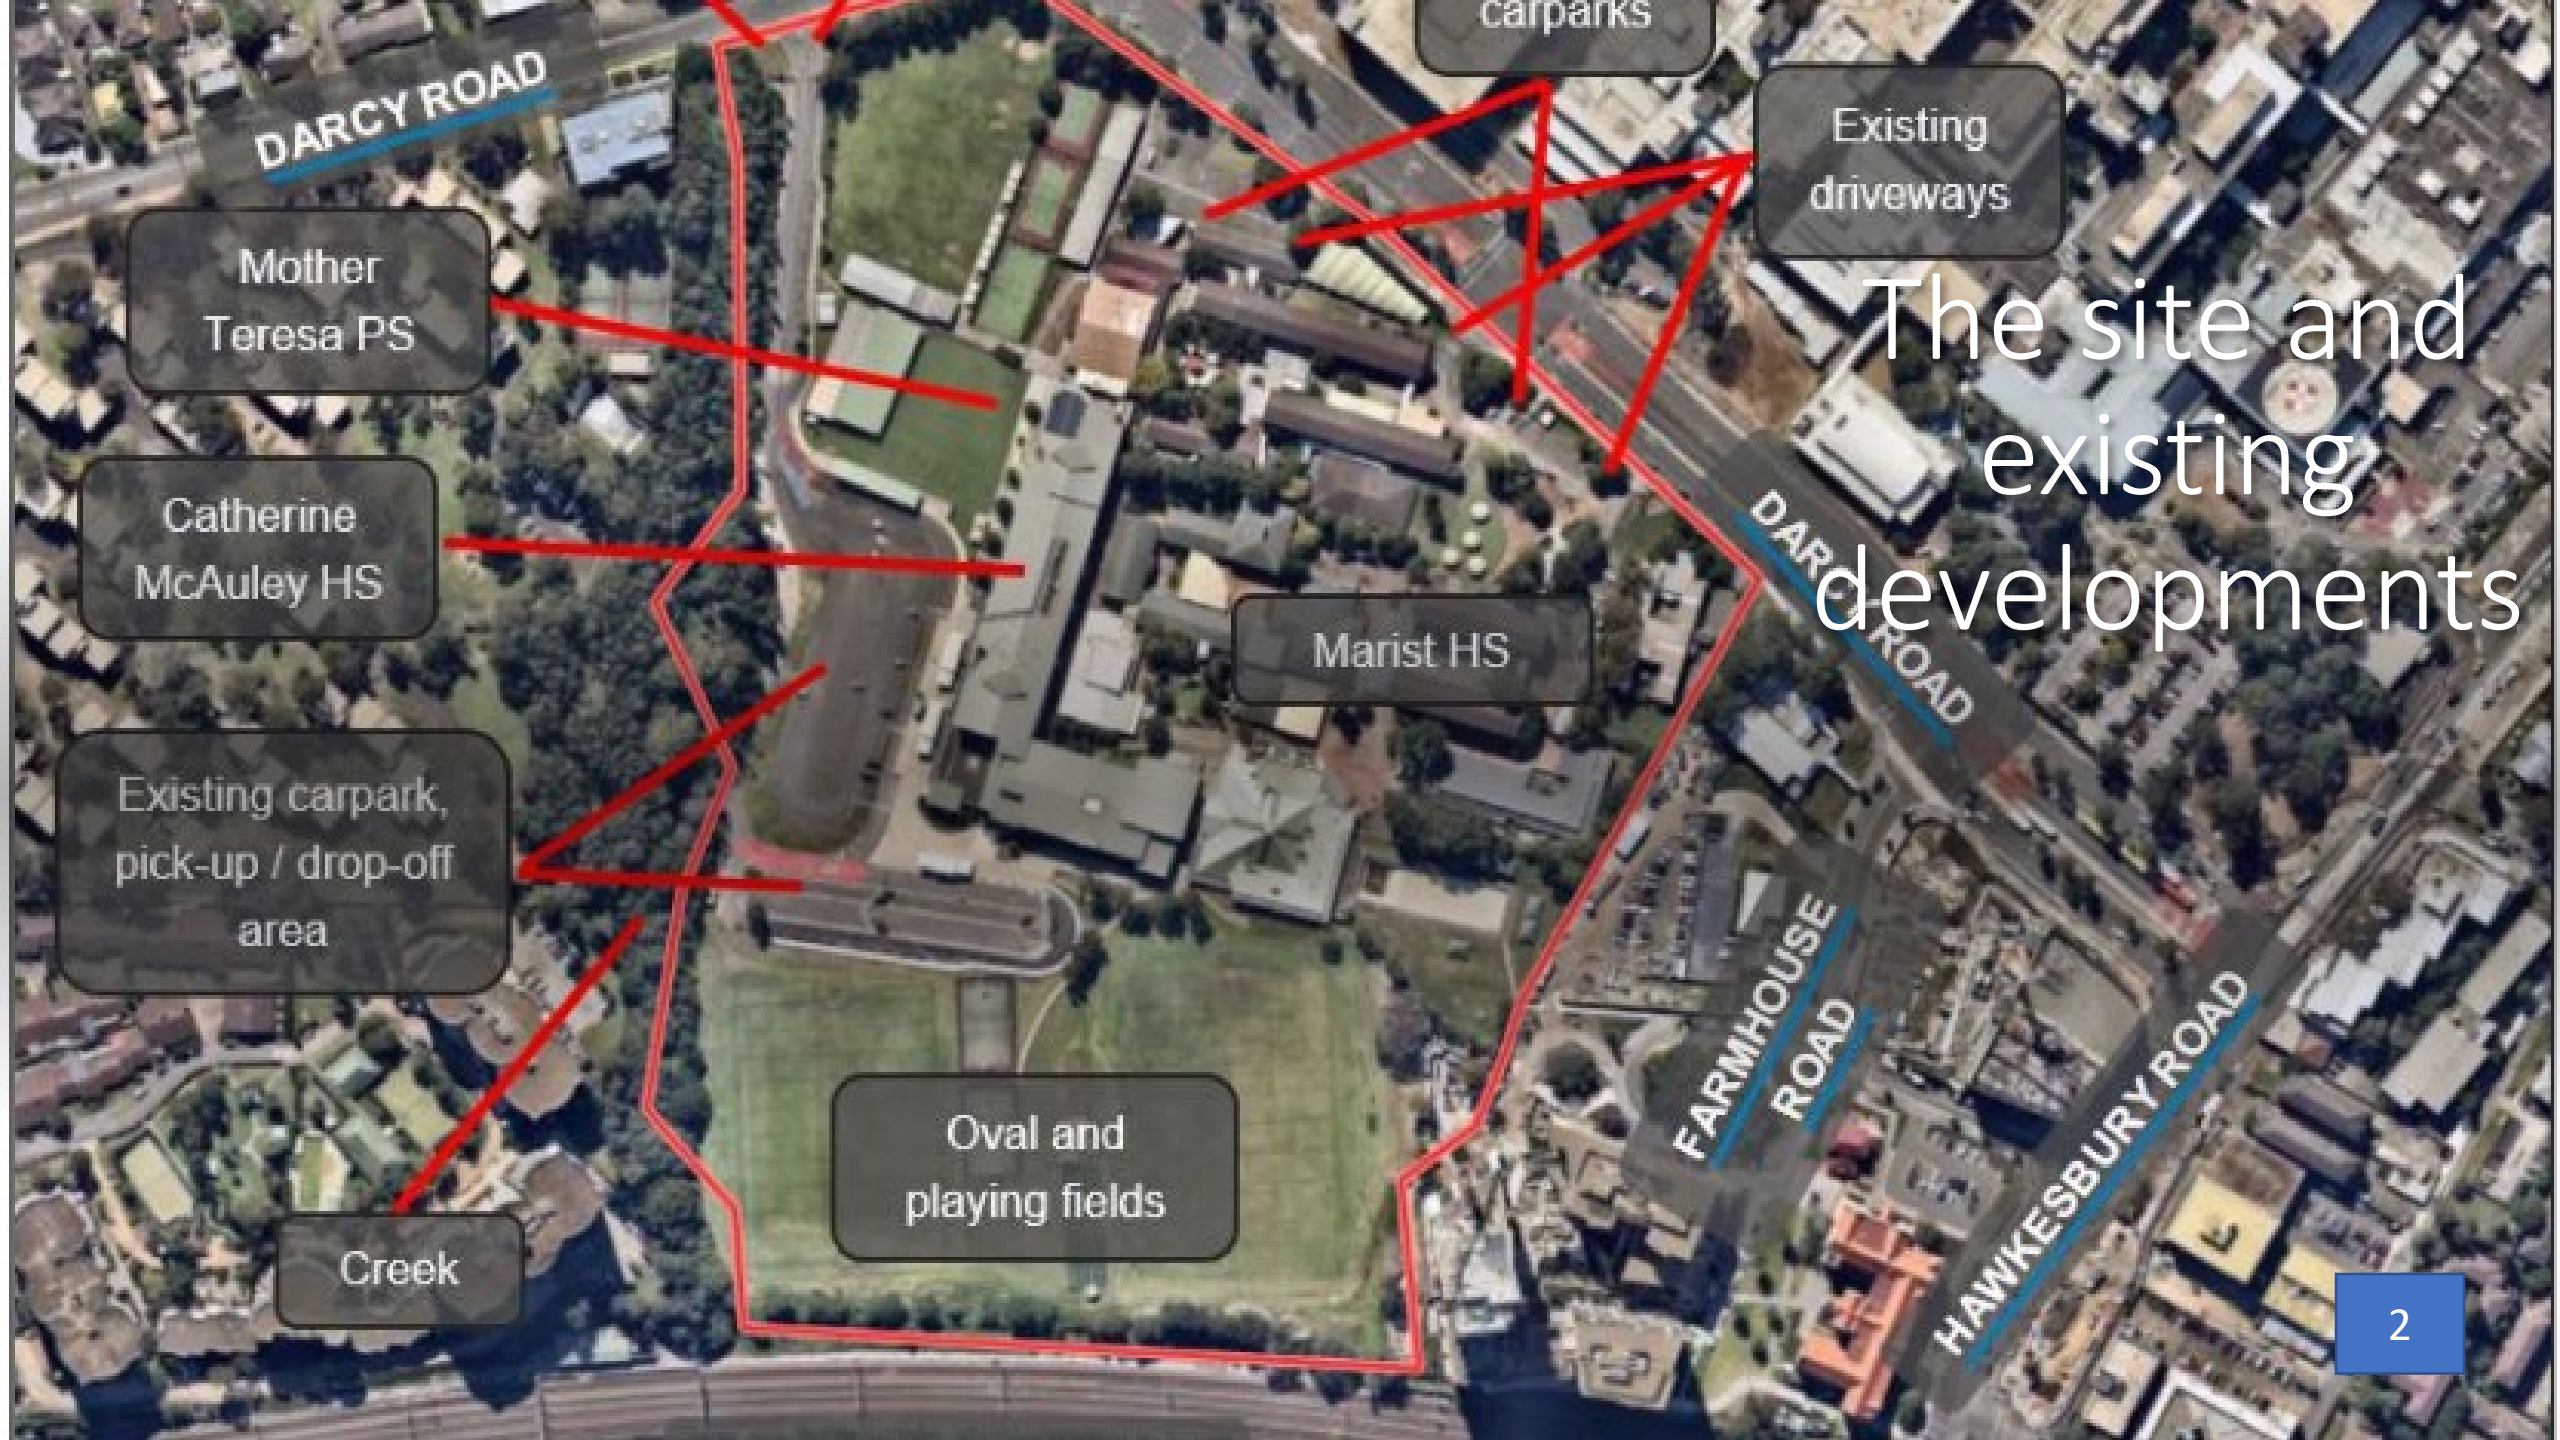 carparks
DARCY ROAD
Existing
driveways
Mother
Teresa PS
The site and
existing
developments
Catherine
McAuley HS
DARCY ROAD
Marist HS
Existing carpark,
pick-up / drop-off
area
FARMHOUSE
ROAD
HAWKESBURY ROAD
Oval and
playing fields
Creek
2